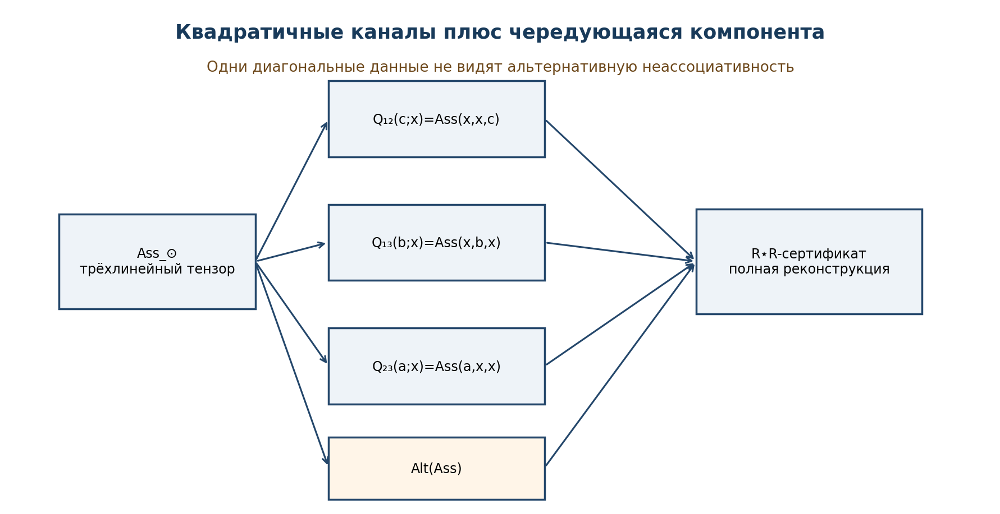 Квадратичные каналы плюс чередующаяся компонента
Одни диагональные данные не видят альтернативную неассоциативность
Q₁₂(c;x)=Ass(x,x,c)
Q₁₃(b;x)=Ass(x,b,x)
Ass_⊙
трёхлинейный тензор
R⋆R-сертификат
полная реконструкция
Q₂₃(a;x)=Ass(a,x,x)
Alt(Ass)